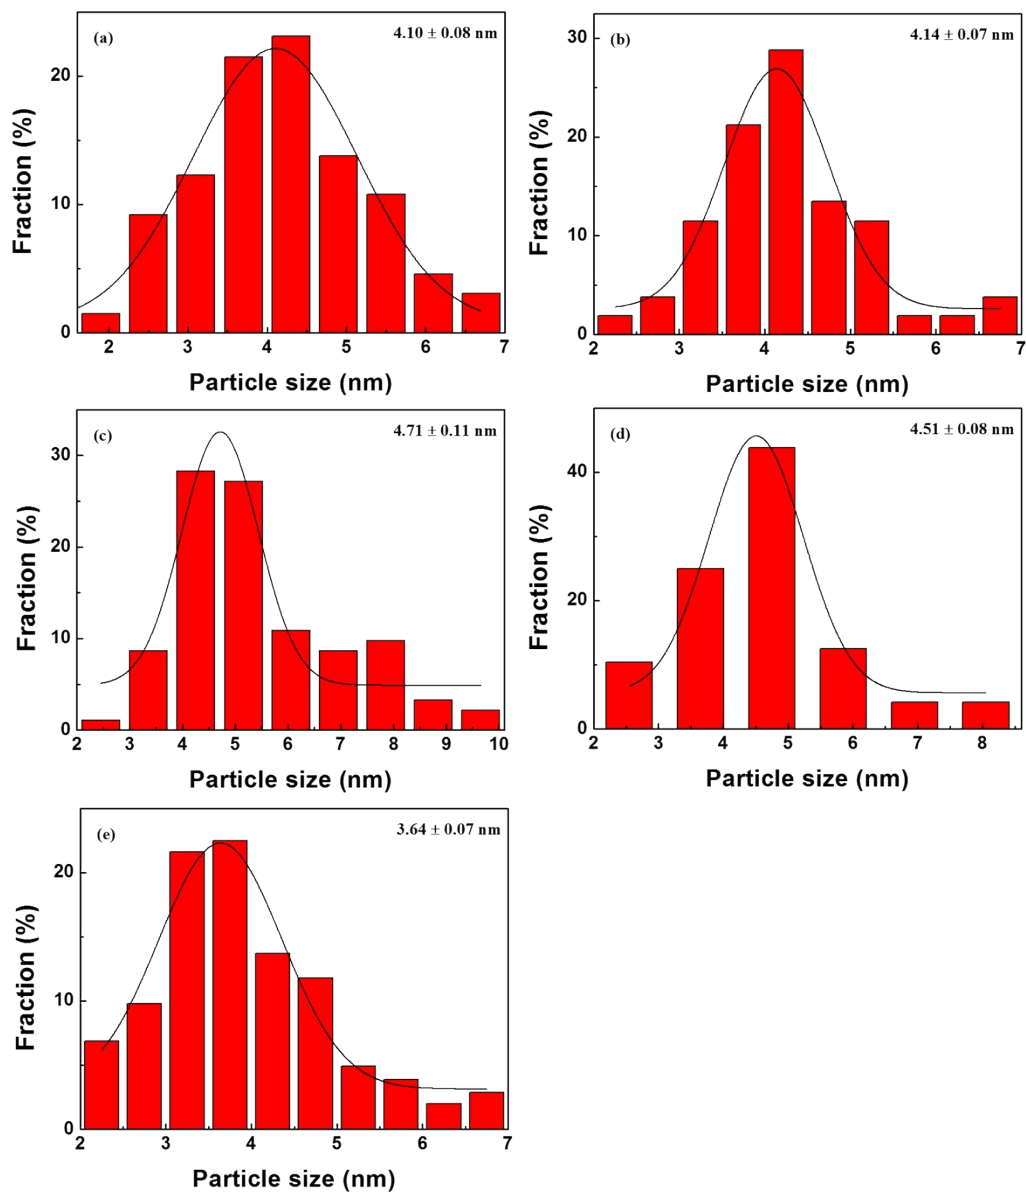 (a)
4.10 ± 0.08 nm
Fraction (%)
20
10
0
2 3 4 5 6 7
Particle size (nm)
(b)
4.14 ± 0.07 nm
Fraction (%)
30
20
10
0
2 3 4 5 6 7
Particle size (nm)
(c)
4.71 ± 0.11 nm
Fraction (%)
30
20
10
0
2 3 4 5 6 7 8 9 10
Particle size (nm)
(d)
4.51 ± 0.08 nm
Fraction (%)
40
20
0
2 3 4 5 6 7 8
Particle size (nm)
(e)
3.64 ± 0.07 nm
Fraction (%)
20
10
0
2 3 4 5 6 7
Particle size (nm)